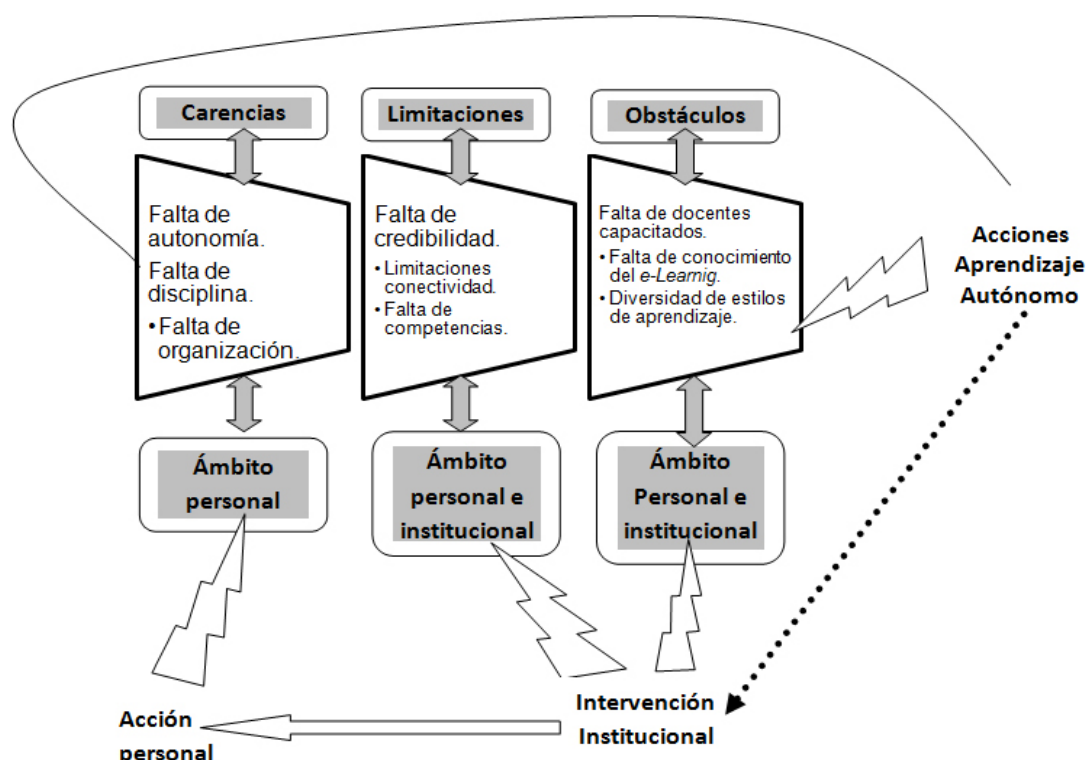 Carencias
Limitaciones
Obstáculos
Falta de
autonomía.
Falta de
disciplina.
• Falta de
organización.
Falta de
credibilidad.
• Limitaciones
conectividad.
• Falta de
competencias.
Falta de docentes
capacitados.
• Falta de conocimiento
del e-Learnig.
• Diversidad de estilos
de aprendizaje.
Acciones
Aprendizaje
Autónomo
Ámbito
personal
Ámbito
personal e
institucional
Ámbito
Personal e
institucional
Acción
personal
Intervención
Institucional